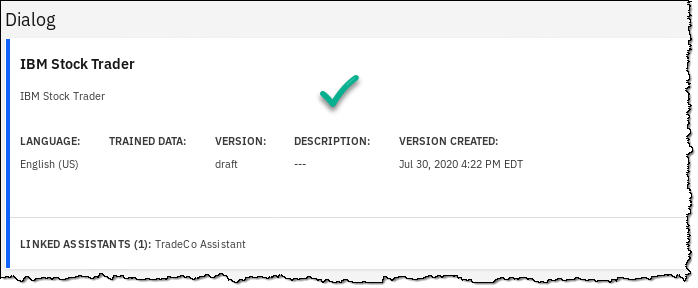 Dialog
IBM Stock Trader
IBM Stock Trader
LANGUAGE: TRAINED DATA: VERSION: DESCRIPTION: VERSION CREATED:
English (US) draft --- Jul 30, 2020 4:22 PM EDT
LINKED ASSISTANTS (1): TradeCo Assistant